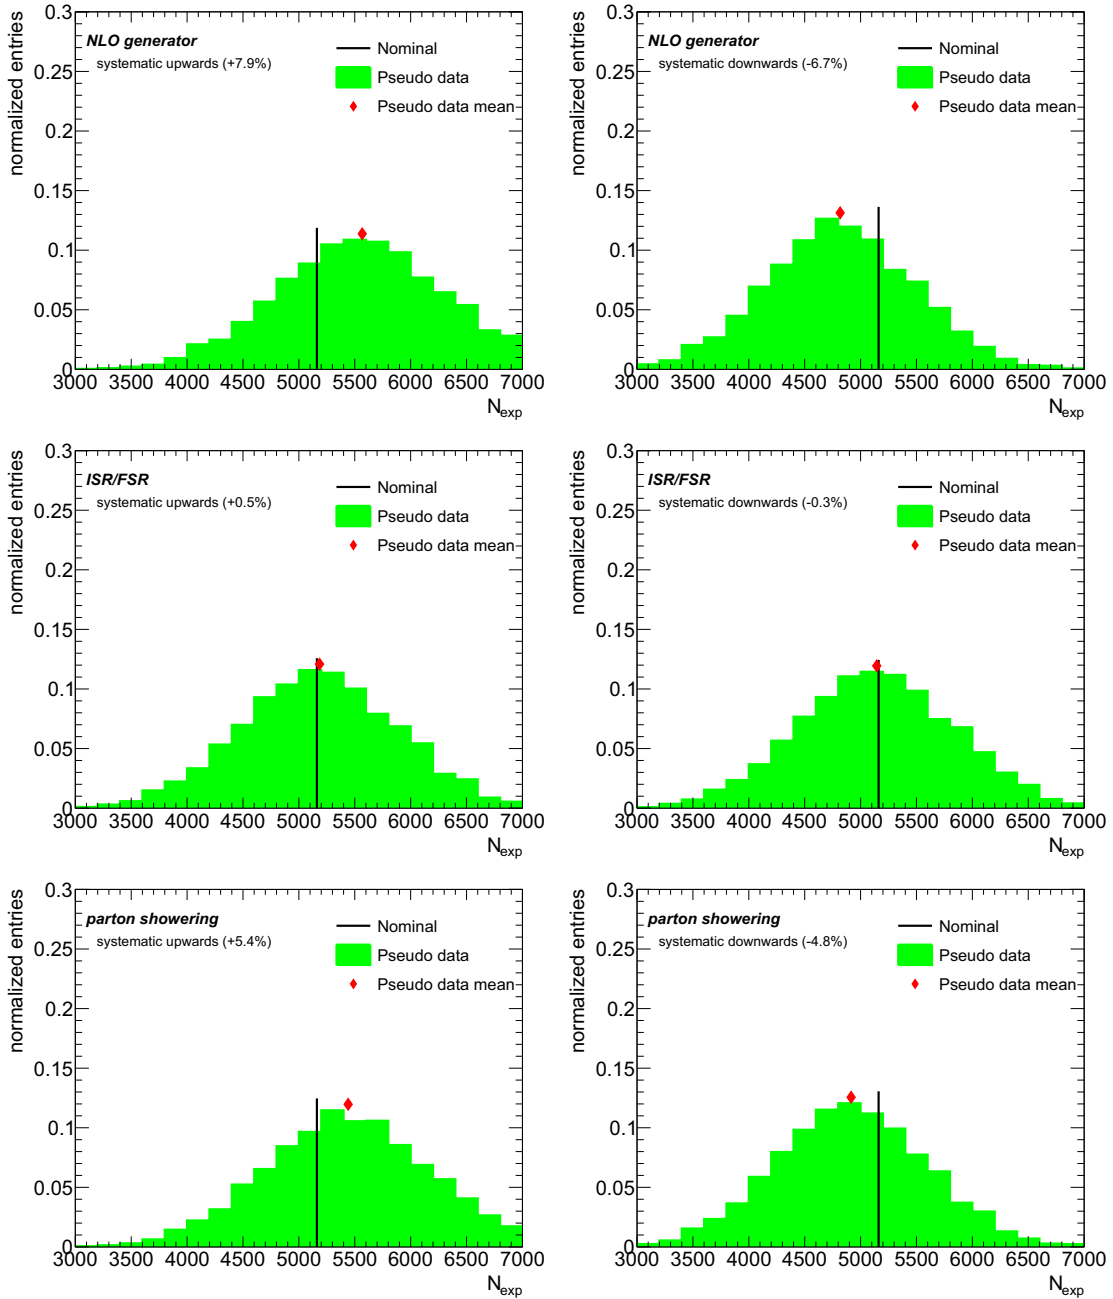 normalized entries
0.3
0.25
0.2
0.15
0.1
0.05
0
NLO generator
systematic upwards (+7.9%)
Nominal
Pseudo data
Pseudo data mean
3000 3500 4000 4500 5000 5500 6000 6500 7000
N_exp
normalized entries
0.3
0.25
0.2
0.15
0.1
0.05
0
NLO generator
systematic downwards (-6.7%)
Nominal
Pseudo data
Pseudo data mean
3000 3500 4000 4500 5000 5500 6000 6500 7000
N_exp
normalized entries
0.3
0.25
0.2
0.15
0.1
0.05
0
ISR/FSR
systematic upwards (+0.5%)
Nominal
Pseudo data
Pseudo data mean
3000 3500 4000 4500 5000 5500 6000 6500 7000
N_exp
normalized entries
0.3
0.25
0.2
0.15
0.1
0.05
0
ISR/FSR
systematic downwards (-0.3%)
Nominal
Pseudo data
Pseudo data mean
3000 3500 4000 4500 5000 5500 6000 6500 7000
N_exp
normalized entries
0.3
0.25
0.2
0.15
0.1
0.05
0
parton showering
systematic upwards (+5.4%)
Nominal
Pseudo data
Pseudo data mean
3000 3500 4000 4500 5000 5500 6000 6500 7000
N_exp
normalized entries
0.3
0.25
0.2
0.15
0.1
0.05
0
parton showering
systematic downwards (-4.8%)
Nominal
Pseudo data
Pseudo data mean
3000 3500 4000 4500 5000 5500 6000 6500 7000
N_exp